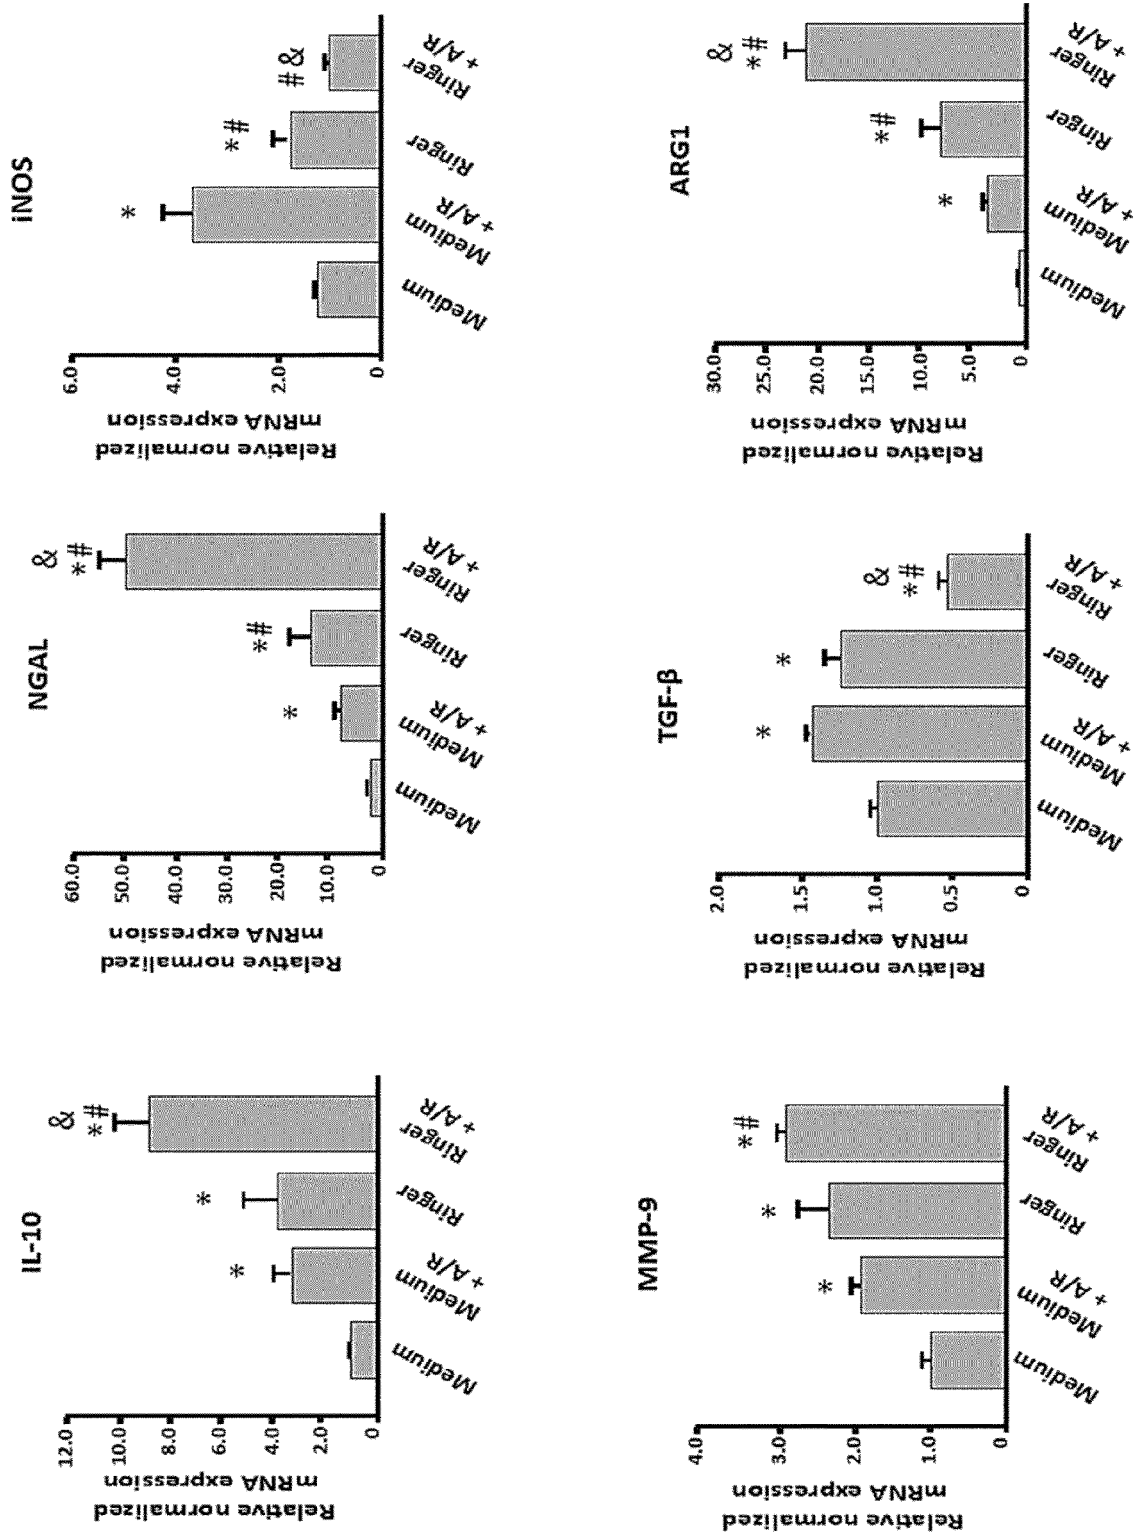 IL-10
Relative normalized
mRNA expression
12.0
10.0
8.0
6.0
4.0
2.0
0
*
*
&
*#
Medium
Medium
+ A/R
Ringer
Ringer
+ A/R
NGAL
Relative normalized
mRNA expression
60.0
50.0
40.0
30.0
20.0
10.0
0
*
*#
&
*#
Medium
Medium
+ A/R
Ringer
Ringer
+ A/R
iNOS
Relative normalized
mRNA expression
6.0
4.0
2.0
0
*
*#
# &
Medium
Medium
+ A/R
Ringer
Ringer
+ A/R
MMP-9
Relative normalized
mRNA expression
4.0
3.0
2.0
1.0
0
*
*
*#
Medium
Medium
+ A/R
Ringer
Ringer
+ A/R
TGF-β
Relative normalized
mRNA expression
2.0
1.5
1.0
0.5
0
*
*
&
*#
Medium
Medium
+ A/R
Ringer
Ringer
+ A/R
ARG1
Relative normalized
mRNA expression
30.0
25.0
20.0
15.0
10.0
5.0
0
*
*#
&
*#
Medium
Medium
+ A/R
Ringer
Ringer
+ A/R